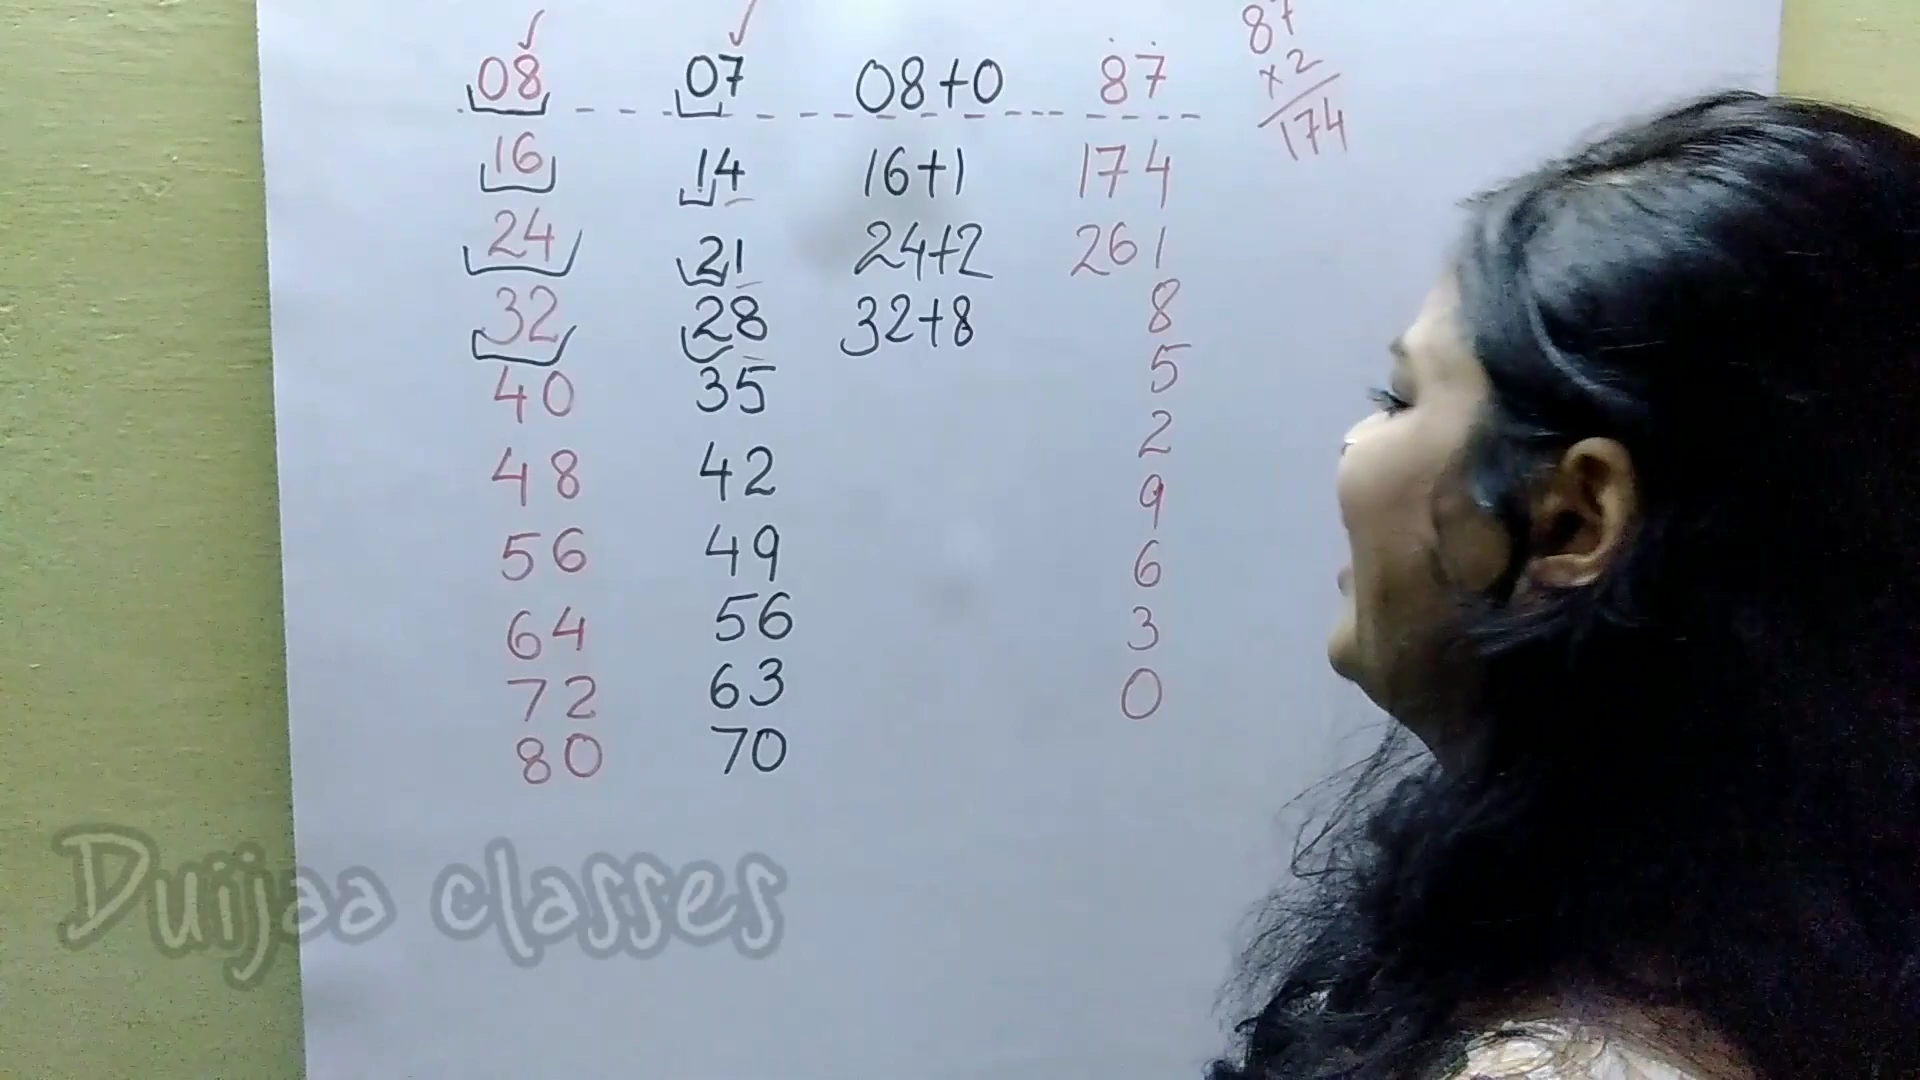 08 07 08+0 87
16 14 16+1 174
24 21 24+2 261
32 28 32+8 8
40 35 5
48 42 2
56 49 9
64 56 6
72 63 3
80 70 0
87
×2
174
Duijaa classes